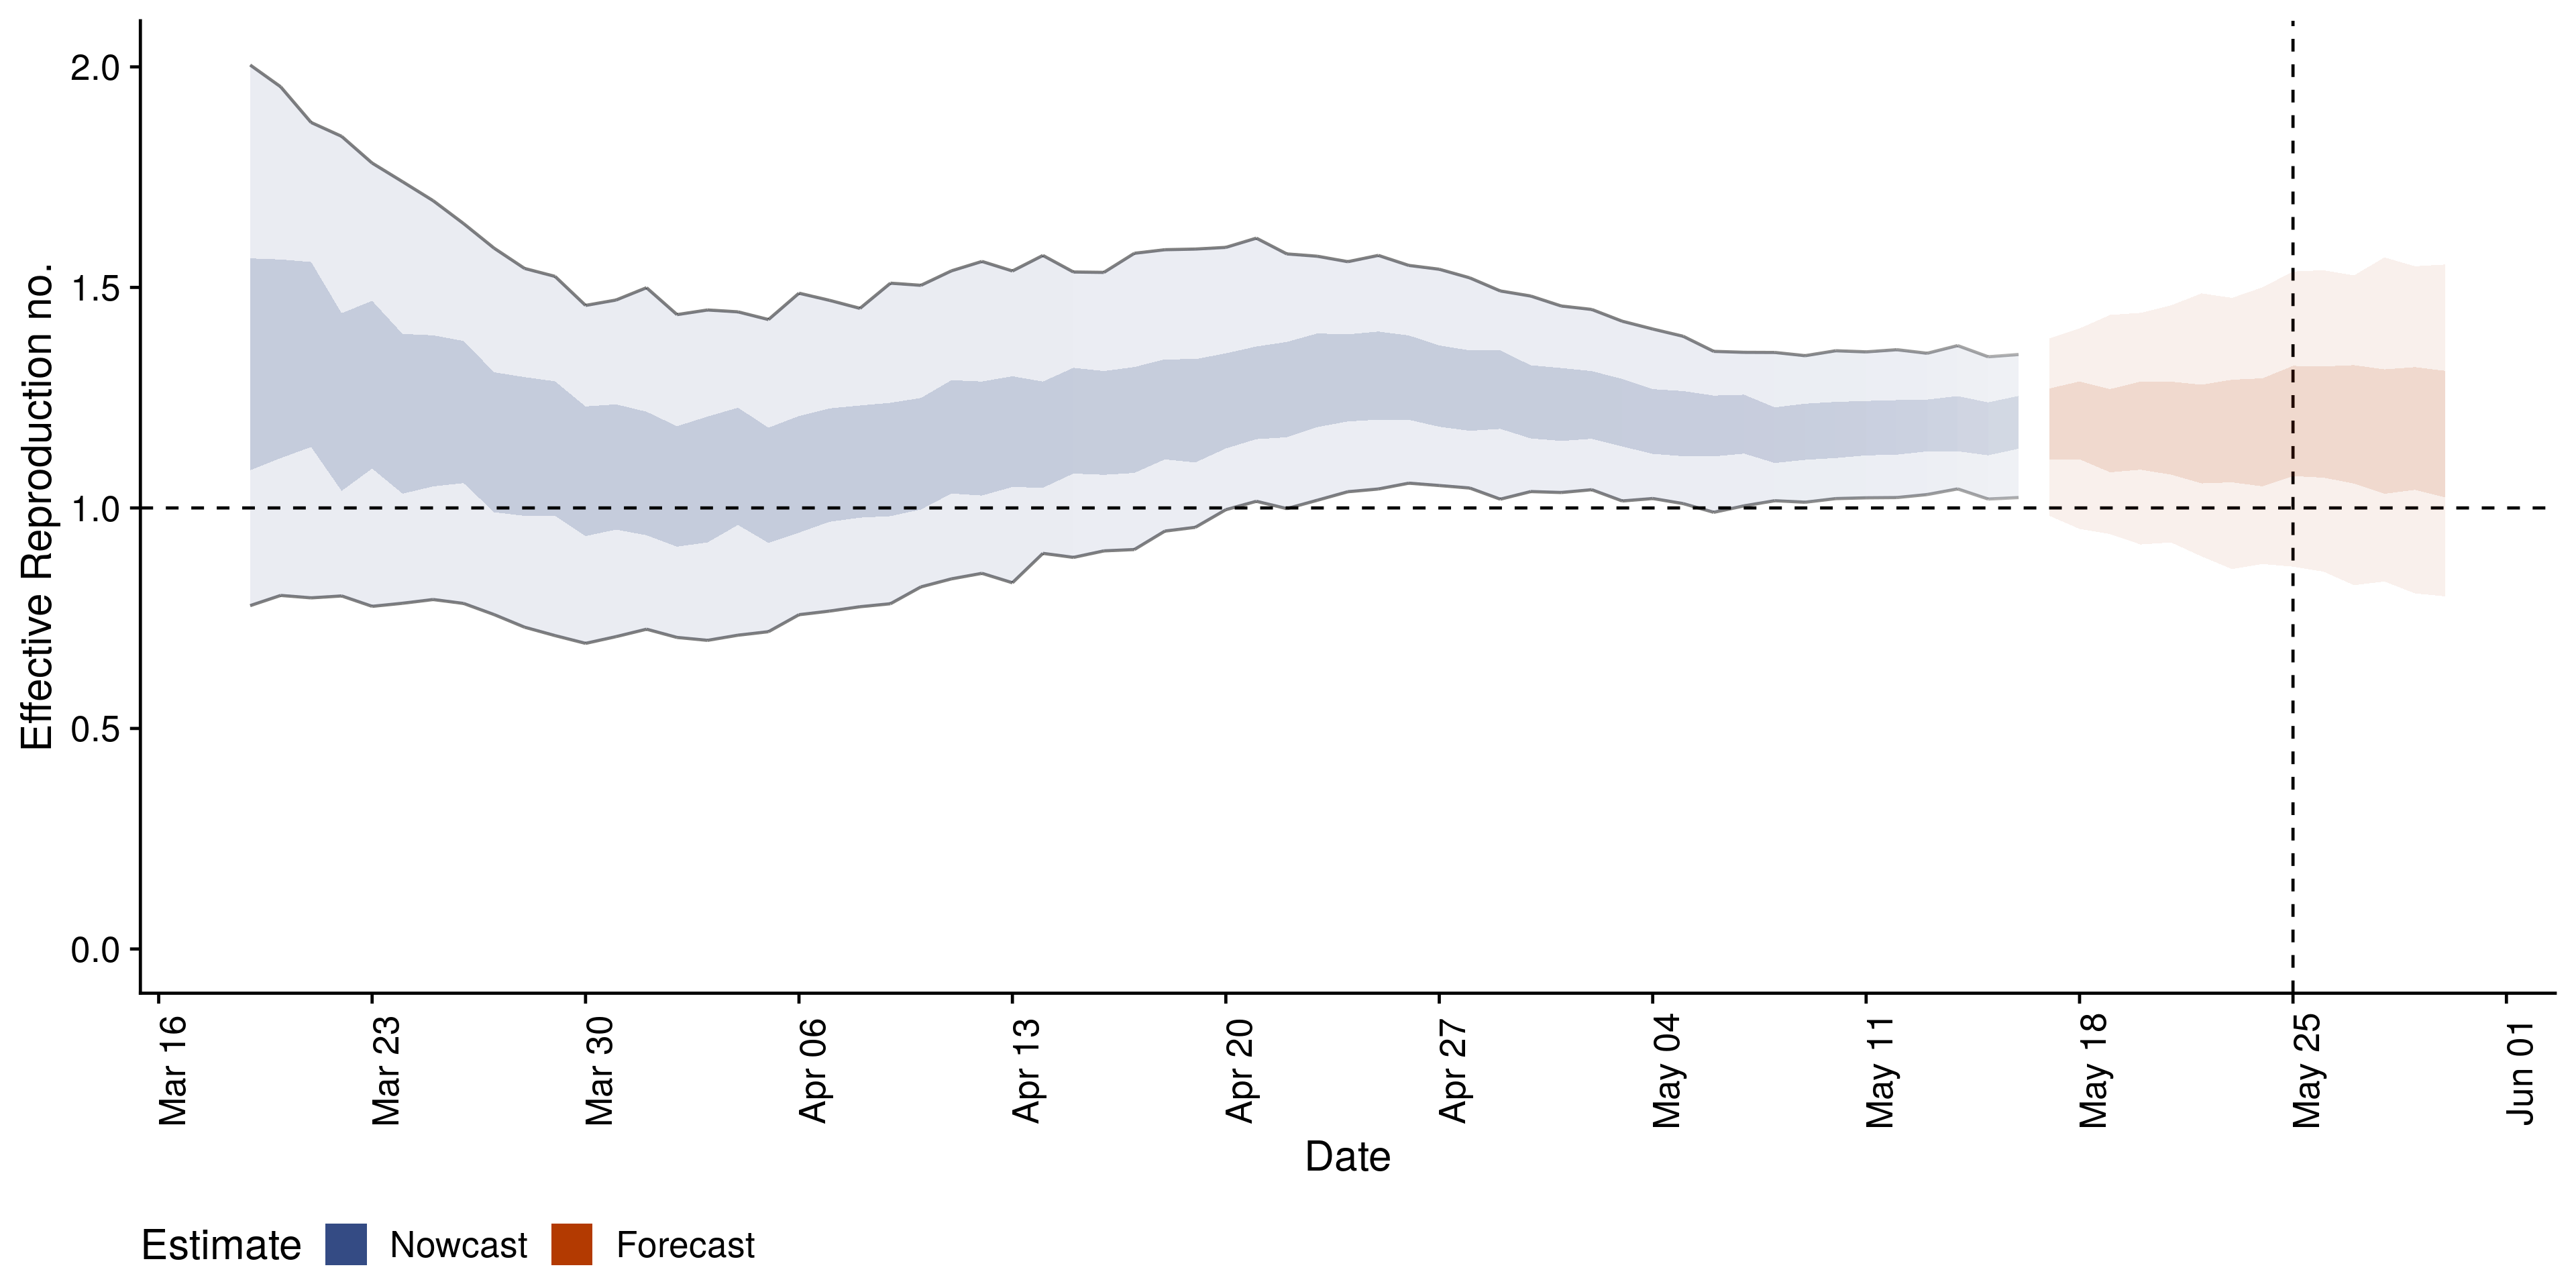 Effective Reproduction no.
2.0
1.5
1.0
0.5
0.0
Mar 16
Mar 23
Mar 30
Apr 06
Apr 13
Apr 20
Apr 27
May 04
May 11
May 18
May 25
Jun 01
Date
Estimate Nowcast Forecast